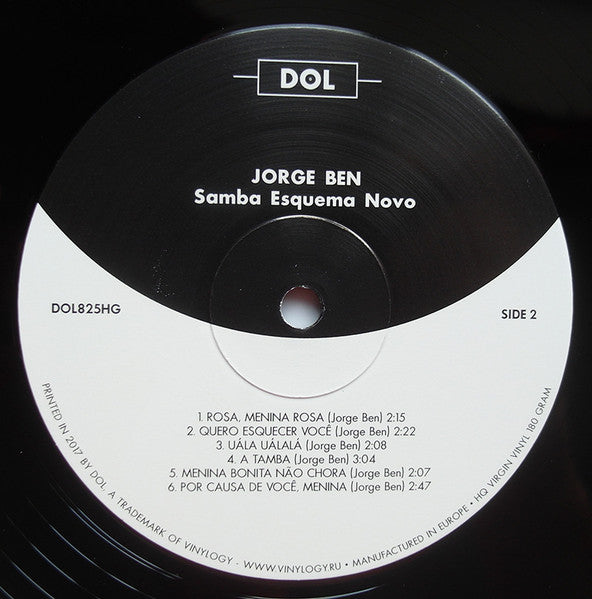 DOL
JORGE BEN
Samba Esquema Novo
DOL825HG
SIDE 2
1. ROSA, MENINA ROSA (Jorge Ben) 2:15
2. QUERO ESQUECER VOCÊ (Jorge Ben) 2:22
3. UÁLA UÁLALÁ (Jorge Ben) 2:08
4. A TAMBA (Jorge Ben) 3:04
5. MENINA BONITA NÃO CHORA (Jorge Ben) 2:07
6. POR CAUSA DE VOCÊ, MENINA (Jorge Ben) 2:47
PRINTED IN 2017 BY DOL. A TRADEMARK OF VINYLOGY - WWW.VINYLOGY.RU • MANUFACTURED IN EUROPE • HQ VIRGIN VINYL 180 GRAM